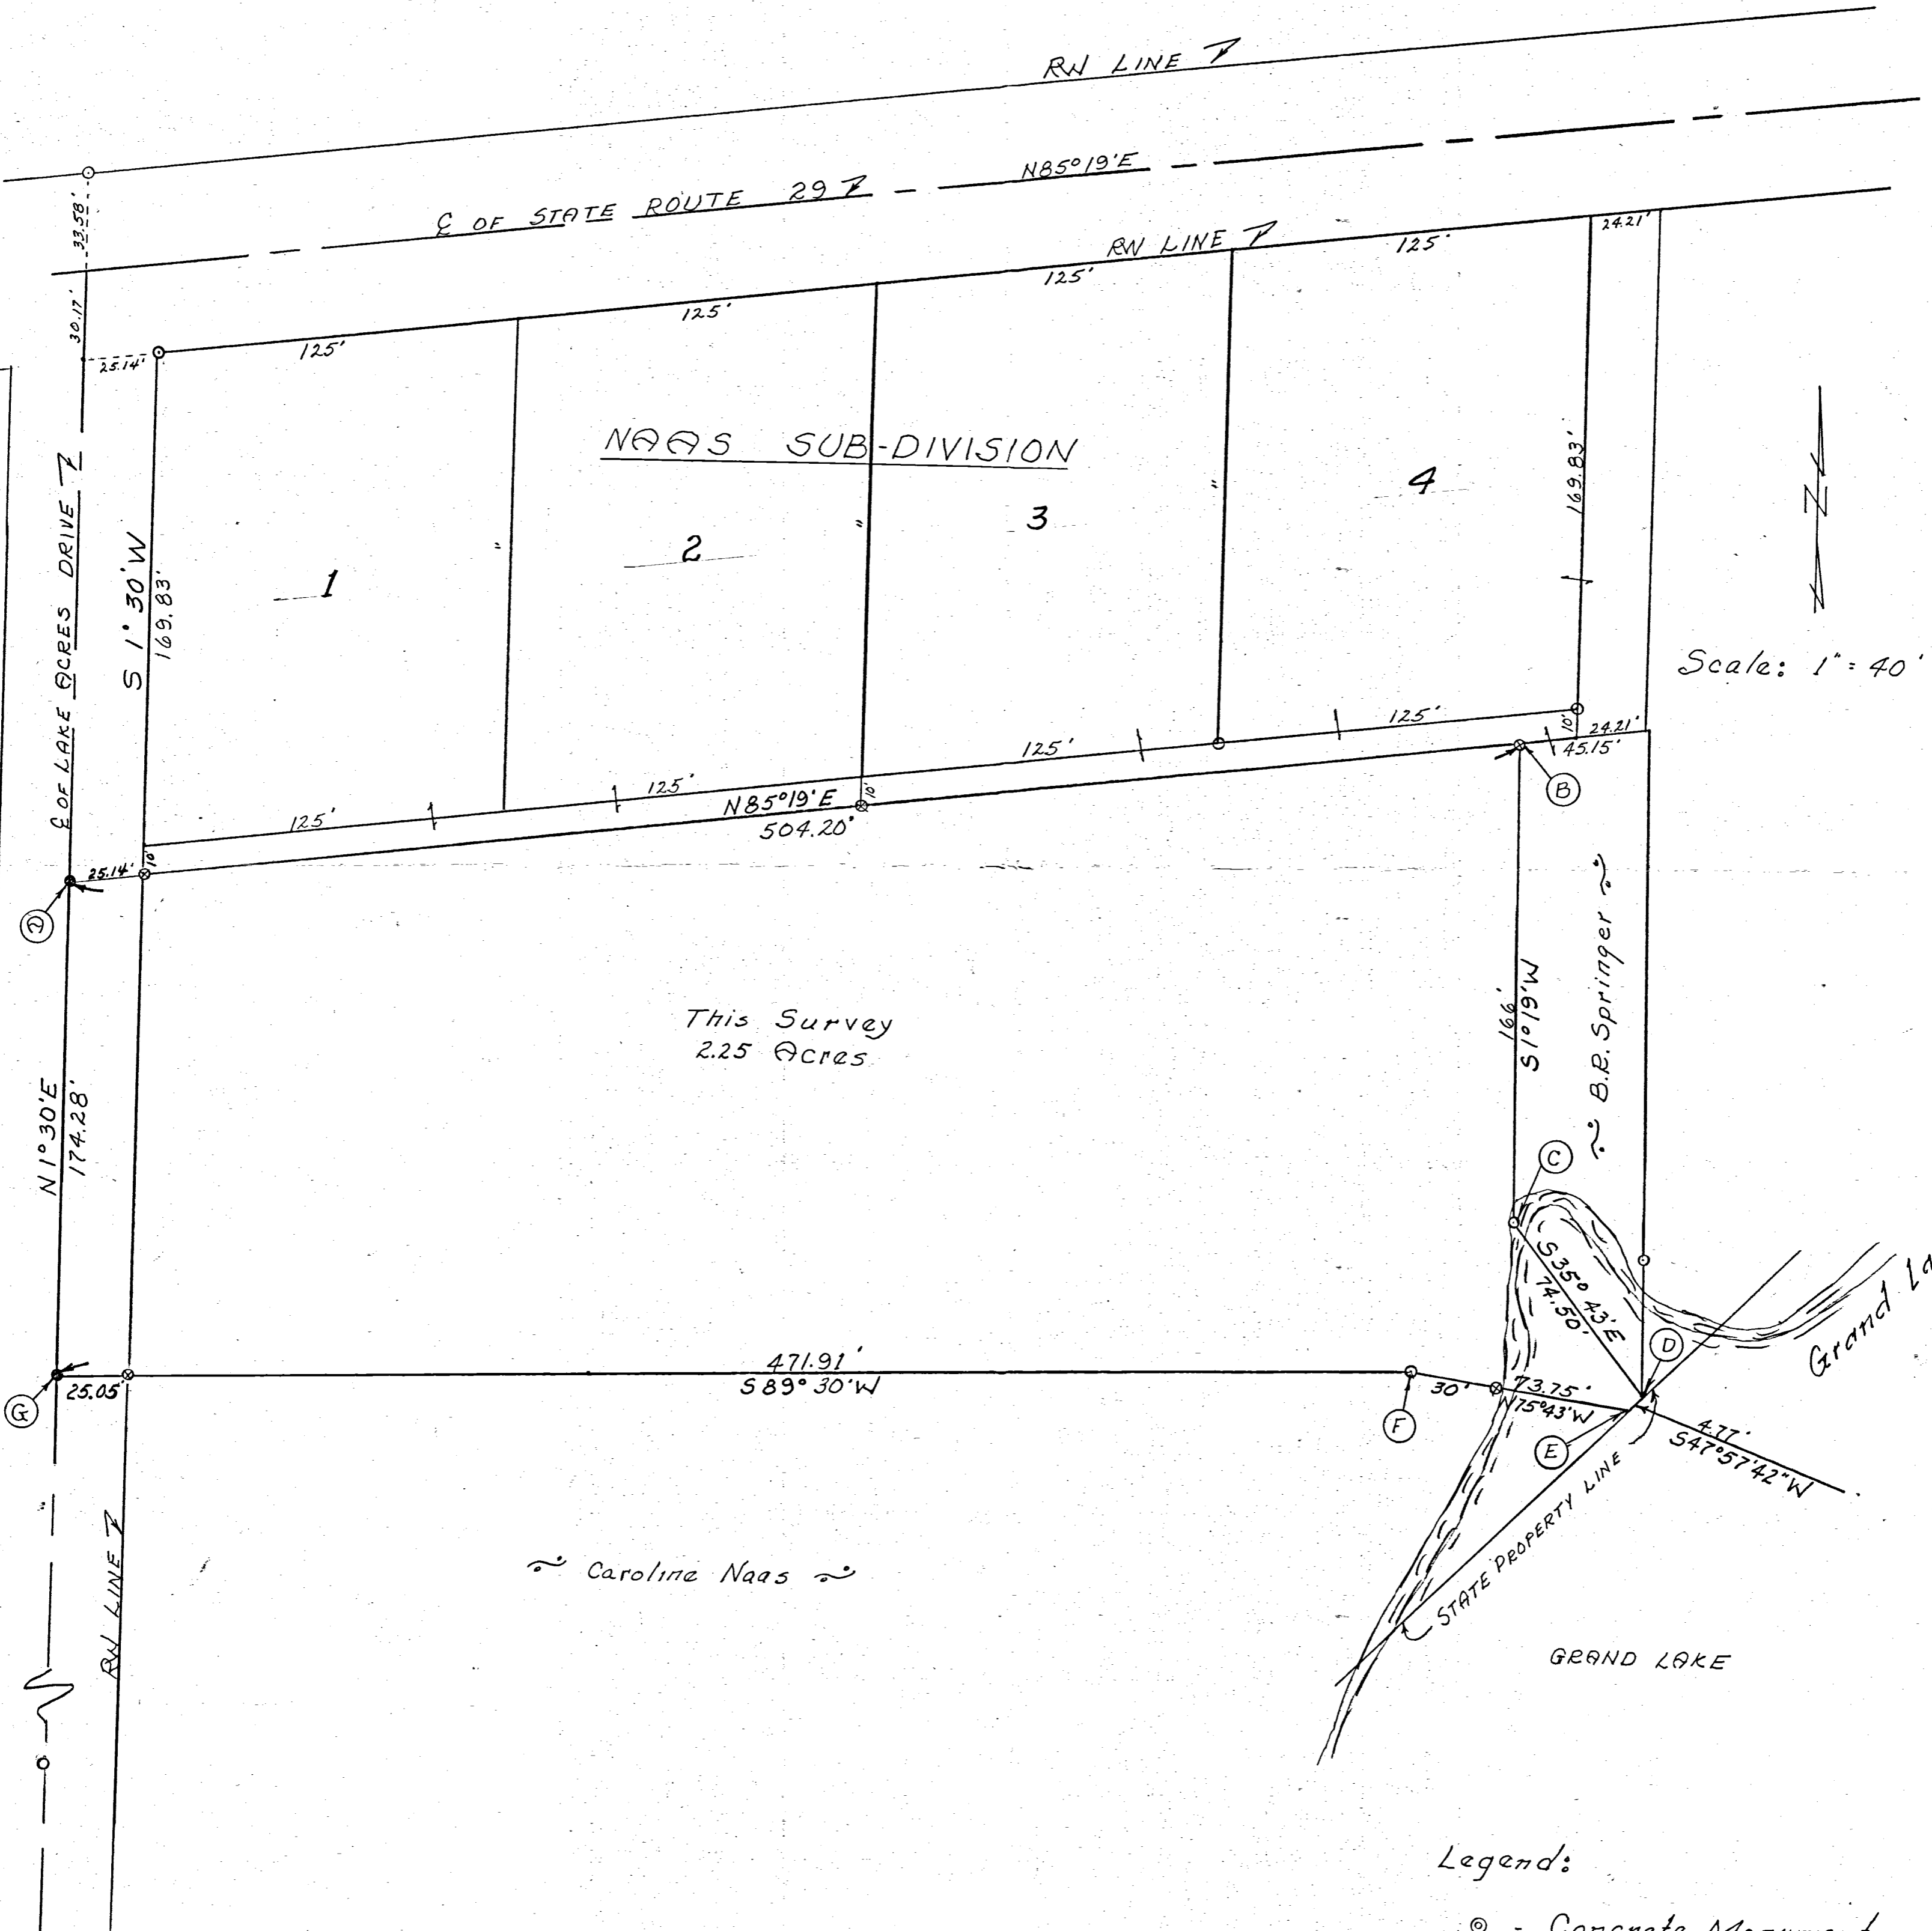 RW LINE
℄ OF STATE ROUTE 29
N85°19'E
RW LINE
33.58'
30.17'
25.14'
125'
125'
125'
125'
24.21'
NAAS SUB-DIVISION
1
2
3
4
"
"
"
169.83'
℄ OF LAKE ACRES DRIVE
S 1° 30' W
169.83'
N
Scale: 1" = 40'
125'
125'
125'
125'
10'
10'
10'
24.21'
45.15'
N85°19'E
504.20'
25.14'
D
B
This Survey
2.25 Acres
166'
S1°19'W
B.R. Springer
N1°30'E
174.28'
C
S35°43'E
74.50'
D
Grand La
G
25.05'
471.91'
S89°30'W
F
30'
73.75'
N75°43'W
E
4.77'
S47°57'42"W
STATE PROPERTY LINE
"
RW LINE
Caroline Naas
GRAND LAKE
Legend:
- Concrete Monument